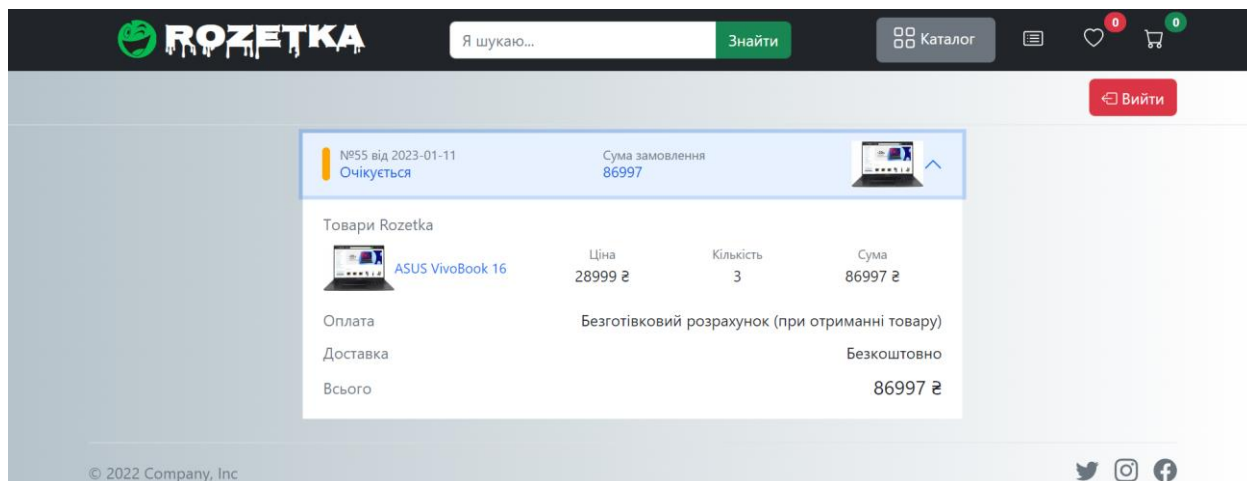 ROZETKA
Я шукаю...
Знайти
Каталог
0
0
Вийти
№55 від 2023-01-11
Очікується
Сума замовлення
86997
Товари Rozetka
ASUS VivoBook 16
Ціна
28999 ₴
Кількість
3
Сума
86997 ₴
Оплата
Безготівковий розрахунок (при отриманні товару)
Доставка
Безкоштовно
Всього
86997 ₴
© 2022 Company, Inc